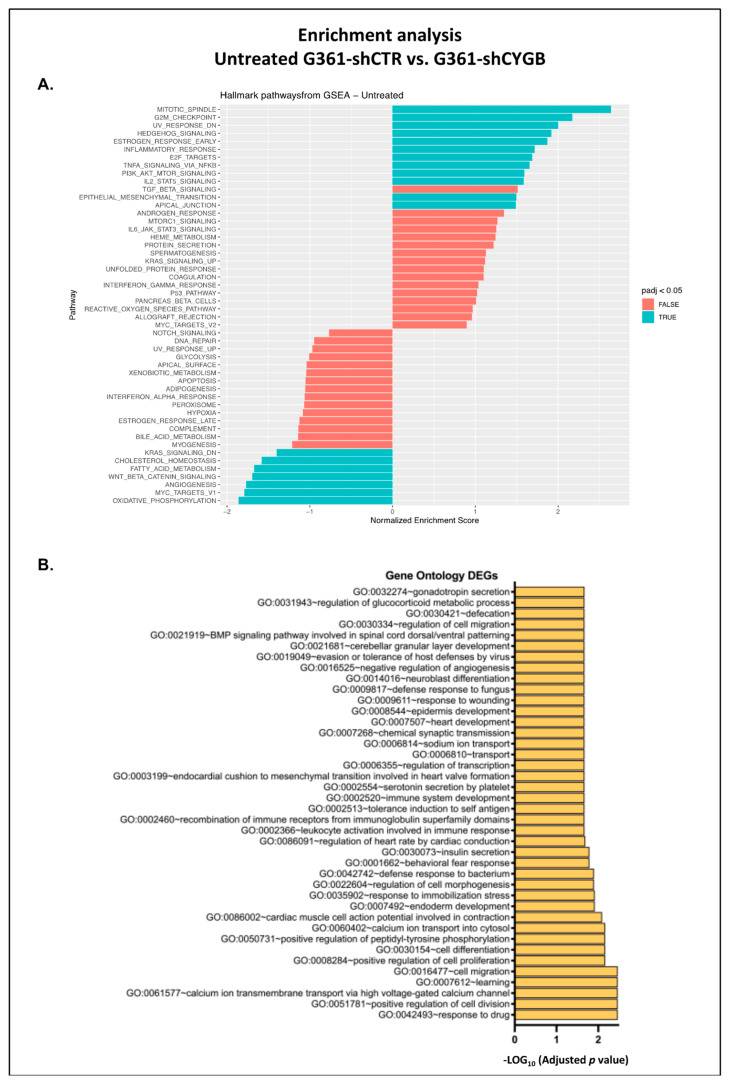 Enrichment analysis
Untreated G361-shCTR vs. G361-shCYGB
A.
Hallmark pathwaysfrom GSEA – Untreated
MITOTIC_SPINDLE
G2M_CHECKPOINT
UV_RESPONSE_DN
HEDGEHOG_SIGNALING
ESTROGEN_RESPONSE_EARLY
INFLAMMATORY_RESPONSE
E2F_TARGETS
TNFA_SIGNALING_VIA_NFKB
PI3K_AKT_MTOR_SIGNALING
IL2_STAT5_SIGNALING
TGF_BETA_SIGNALING
EPITHELIAL_MESENCHYMAL_TRANSITION
APICAL_JUNCTION
ANDROGEN_RESPONSE
MTORC1_SIGNALING
IL6_JAK_STAT3_SIGNALING
HEME_METABOLISM
PROTEIN_SECRETION
SPERMATOGENESIS
KRAS_SIGNALING_UP
UNFOLDED_PROTEIN_RESPONSE
COAGULATION
INTERFERON_GAMMA_RESPONSE
P53_PATHWAY
PANCREAS_BETA_CELLS
REACTIVE_OXYGEN_SPECIES_PATHWAY
ALLOGRAFT_REJECTION
MYC_TARGETS_V2
NOTCH_SIGNALING
DNA_REPAIR
UV_RESPONSE_UP
GLYCOLYSIS
APICAL_SURFACE
XENOBIOTIC_METABOLISM
APOPTOSIS
ADIPOGENESIS
INTERFERON_ALPHA_RESPONSE
PEROXISOME
HYPOXIA
ESTROGEN_RESPONSE_LATE
COMPLEMENT
BILE_ACID_METABOLISM
MYOGENESIS
KRAS_SIGNALING_DN
CHOLESTEROL_HOMEOSTASIS
FATTY_ACID_METABOLISM
WNT_BETA_CATENIN_SIGNALING
ANGIOGENESIS
MYC_TARGETS_V1
OXIDATIVE_PHOSPHORYLATION
Pathway
padj < 0.05
FALSE
TRUE
−2 −1 0 1 2
Normalized Enrichment Score
B.
Gene Ontology DEGs
GO:0032274~gonadotropin secretion
GO:0031943~regulation of glucocorticoid metabolic process
GO:0030421~defecation
GO:0030334~regulation of cell migration
GO:0021919~BMP signaling pathway involved in spinal cord dorsal/ventral patterning
GO:0021681~cerebellar granular layer development
GO:0019049~evasion or tolerance of host defenses by virus
GO:0016525~negative regulation of angiogenesis
GO:0014016~neuroblast differentiation
GO:0009817~defense response to fungus
GO:0009611~response to wounding
GO:0008544~epidermis development
GO:0007507~heart development
GO:0007268~chemical synaptic transmission
GO:0006814~sodium ion transport
GO:0006810~transport
GO:0006355~regulation of transcription
GO:0003199~endocardial cushion to mesenchymal transition involved in heart valve formation
GO:0002554~serotonin secretion by platelet
GO:0002520~immune system development
GO:0002513~tolerance induction to self antigen
GO:0002460~recombination of immune receptors from immunoglobulin superfamily domains
GO:0002366~leukocyte activation involved in immune response
GO:0086091~regulation of heart rate by cardiac conduction
GO:0030073~insulin secretion
GO:0001662~behavioral fear response
GO:0042742~defense response to bacterium
GO:0022604~regulation of cell morphogenesis
GO:0035902~response to immobilization stress
GO:0007492~endoderm development
GO:0086002~cardiac muscle cell action potential involved in contraction
GO:0060402~calcium ion transport into cytosol
GO:0050731~positive regulation of peptidyl-tyrosine phosphorylation
GO:0030154~cell differentiation
GO:0008284~positive regulation of cell proliferation
GO:0016477~cell migration
GO:0007612~learning
GO:0061577~calcium ion transmembrane transport via high voltage-gated calcium channel
GO:0051781~positive regulation of cell division
GO:0042493~response to drug
0 1 2
-LOG10 (Adjusted p value)